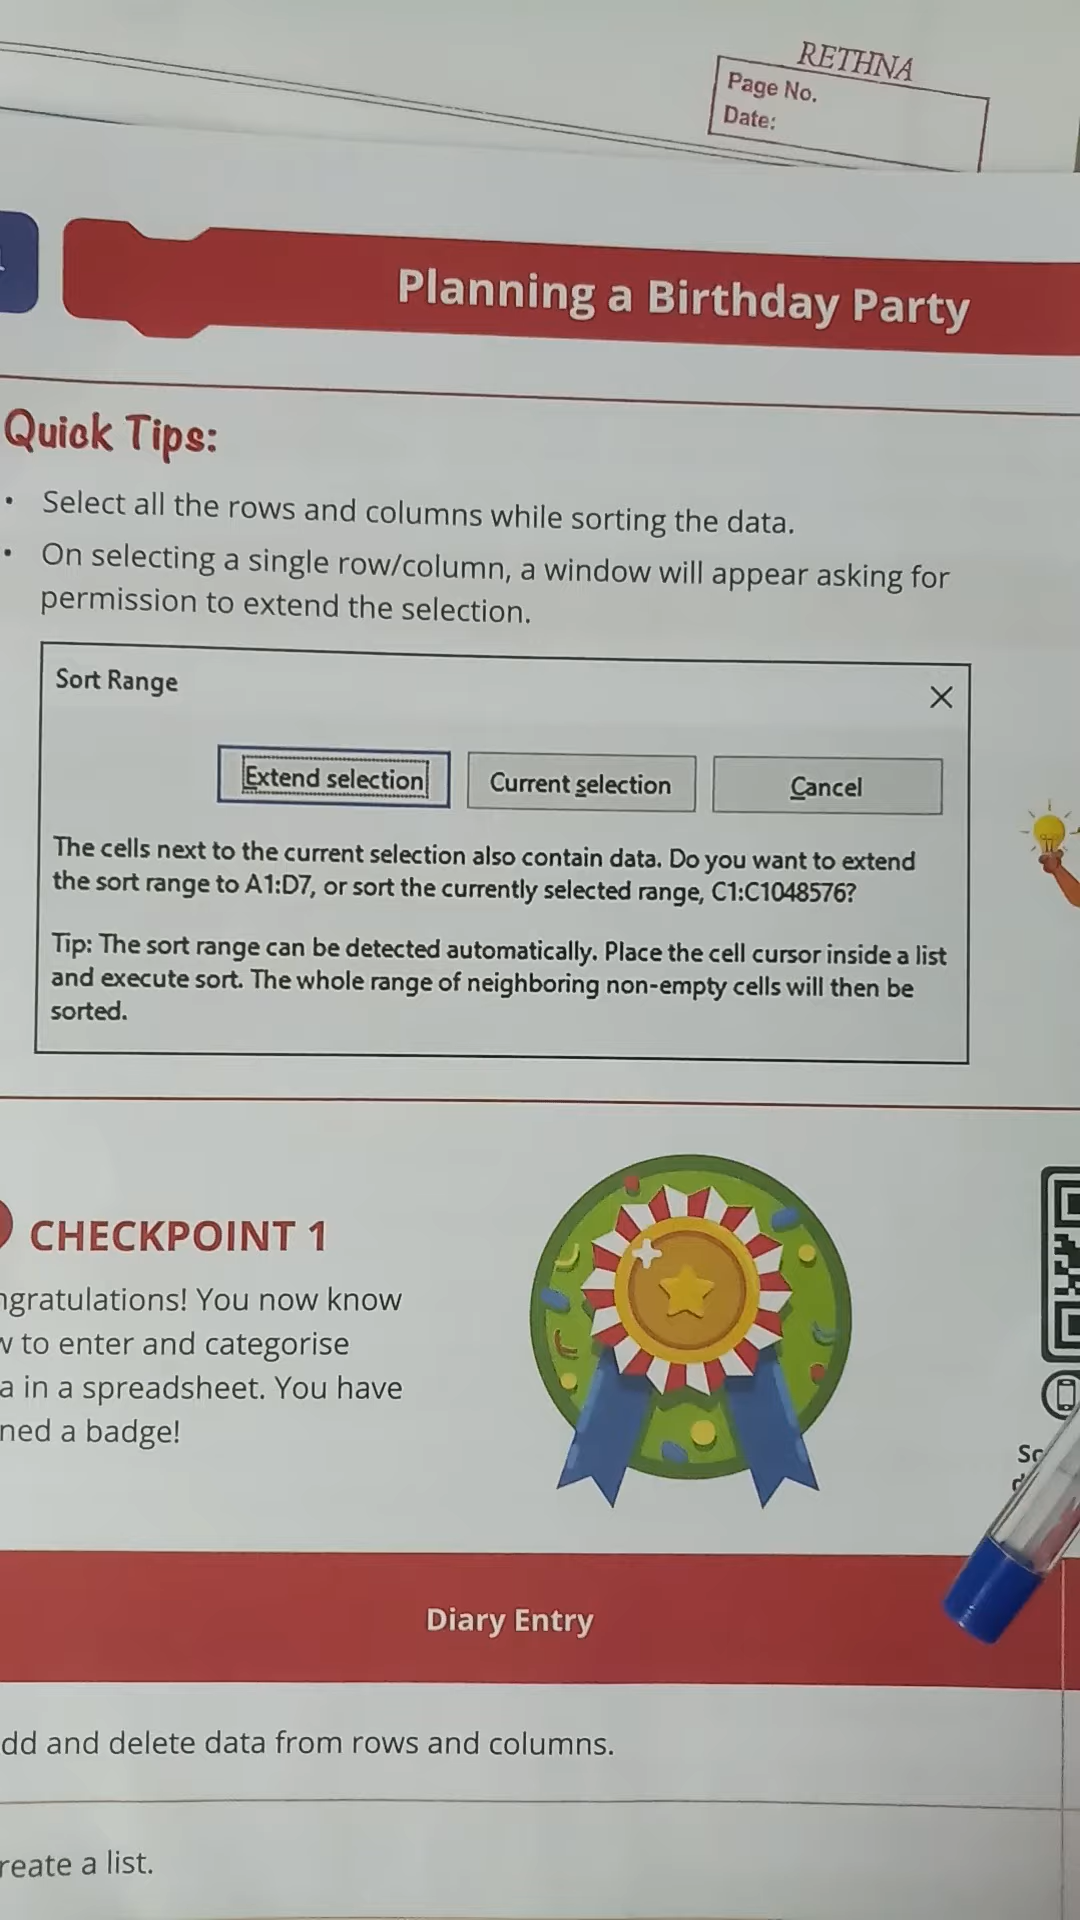 RETHNA
Page No.
Date:
Planning a Birthday Party
Quick Tips:
• Select all the rows and columns while sorting the data.
• On selecting a single row/column, a window will appear asking for
permission to extend the selection.
Sort Range
Extend selection Current selection Cancel
The cells next to the current selection also contain data. Do you want to extend
the sort range to A1:D7, or sort the currently selected range, C1:C1048576?
Tip: The sort range can be detected automatically. Place the cell cursor inside a list
and execute sort. The whole range of neighboring non-empty cells will then be
sorted.
CHECKPOINT 1
ngratulations! You now know
to enter and categorise
a in a spreadsheet. You have
ned a badge!
Diary Entry
dd and delete data from rows and columns.
reate a list.